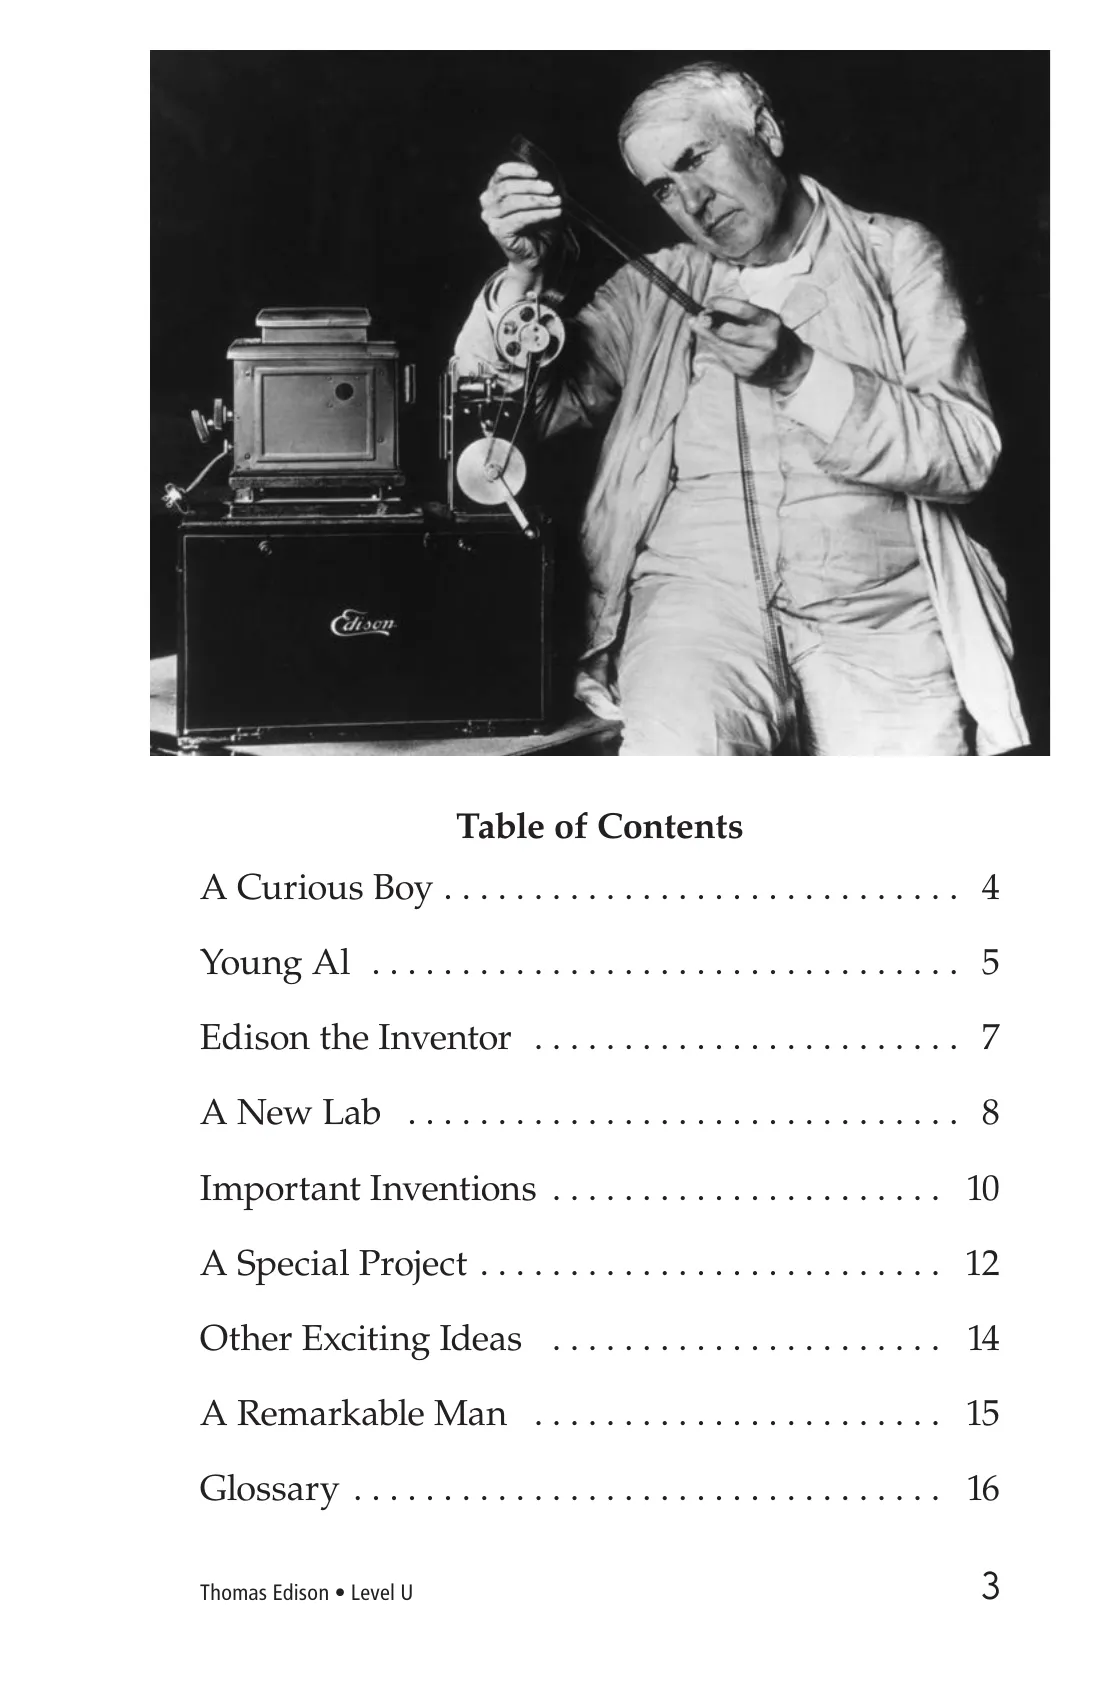 Edison
Table of Contents
A Curious Boy . . . . . . . . . . . . . . . . . . . . . . . . . . . . . 4
Young Al . . . . . . . . . . . . . . . . . . . . . . . . . . . . . . . . . 5
Edison the Inventor . . . . . . . . . . . . . . . . . . . . . . . . 7
A New Lab . . . . . . . . . . . . . . . . . . . . . . . . . . . . . . . 8
Important Inventions . . . . . . . . . . . . . . . . . . . . . . 10
A Special Project . . . . . . . . . . . . . . . . . . . . . . . . . . 12
Other Exciting Ideas . . . . . . . . . . . . . . . . . . . . . . 14
A Remarkable Man . . . . . . . . . . . . . . . . . . . . . . . 15
Glossary . . . . . . . . . . . . . . . . . . . . . . . . . . . . . . . . . 16
Thomas Edison • Level U 3